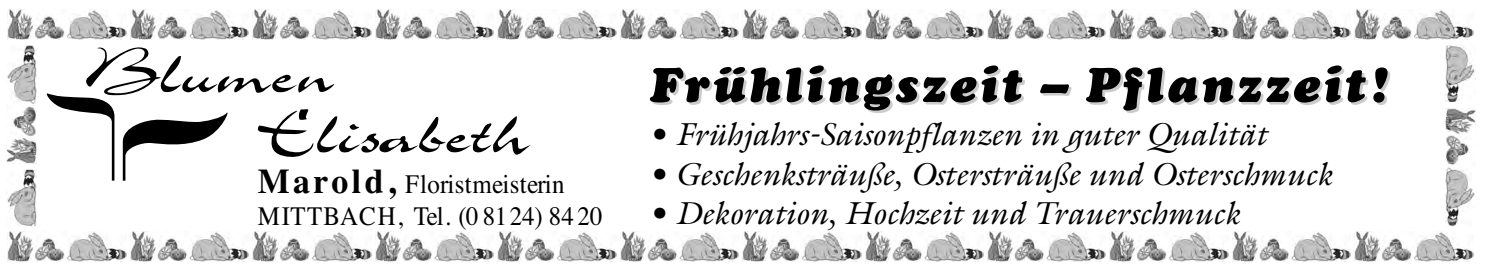 Blumen
Elisabeth
Marold, Floristmeisterin
MITTBACH, Tel. (0 81 24) 84 20
Frühlingszeit – Pflanzzeit!
• Frühjahrs-Saisonpflanzen in guter Qualität
• Geschenksträuße, Ostersträuße und Osterschmuck
• Dekoration, Hochzeit und Trauerschmuck